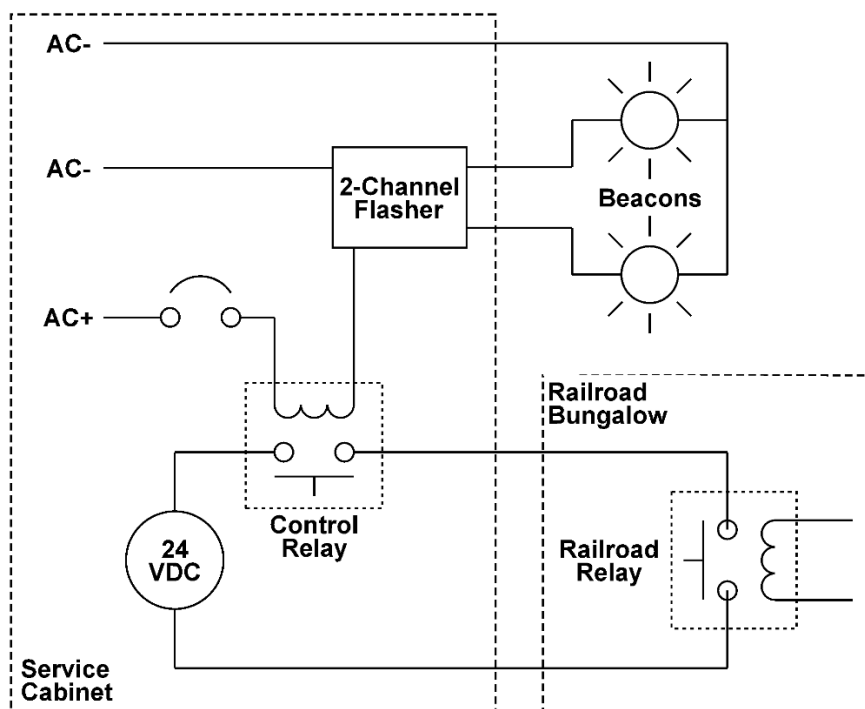 AC-
AC-
2-Channel
Flasher
Beacons
AC+
Railroad
Bungalow
Control
Relay
24
VDC
Railroad
Relay
Service
Cabinet